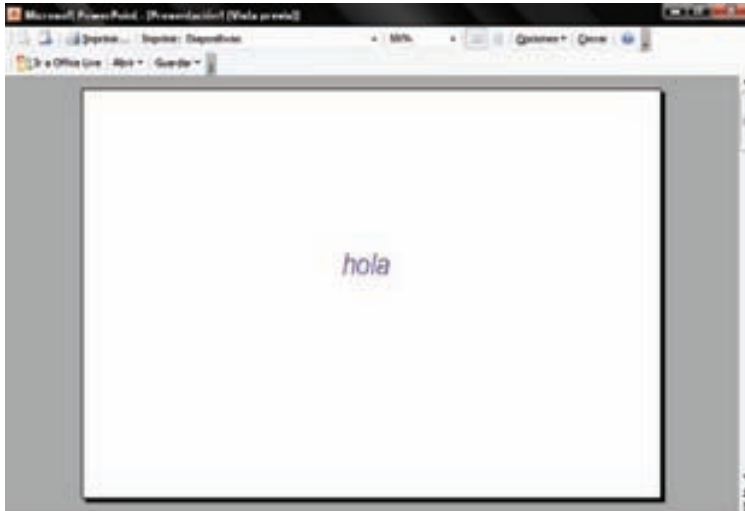 Microsoft PowerPoint - [Presentación1 (Vista previa)]
Imprimir... Imprimir: Diapositivas Opciones Cerrar
Ir a Office Live Abrir Guardar
hola